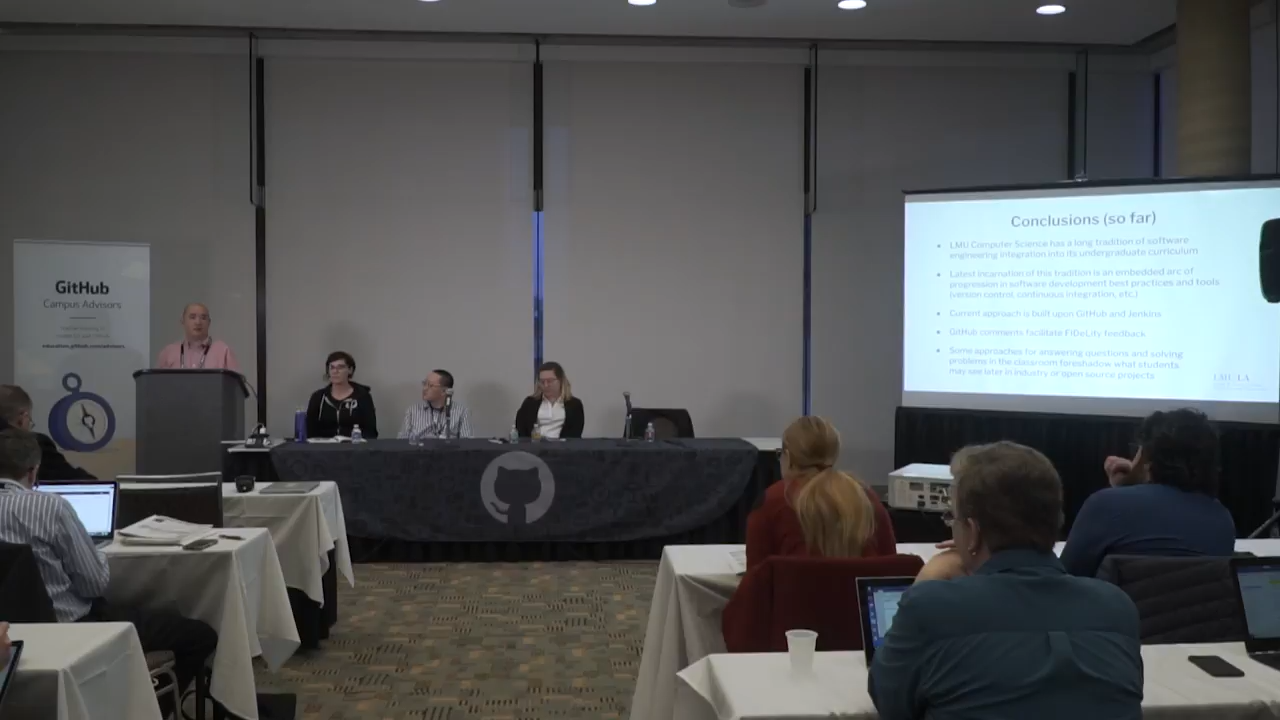 GitHub
Campus Advisors
education.github.com/advisors
Conclusions (so far)
LMU Computer Science has a long tradition of software
engineering integration into its undergraduate curriculum
Latest incarnation of this tradition is an embedded arc of
progression in software development best practices and tools
(version control, continuous integration, etc.)
Current approach is built upon GitHub and Jenkins
GitHub comments facilitate FIDeLity feedback
Some approaches for answering questions and solving
problems in the classroom foreshadow what students
may see later in industry or open source projects
LMU LA